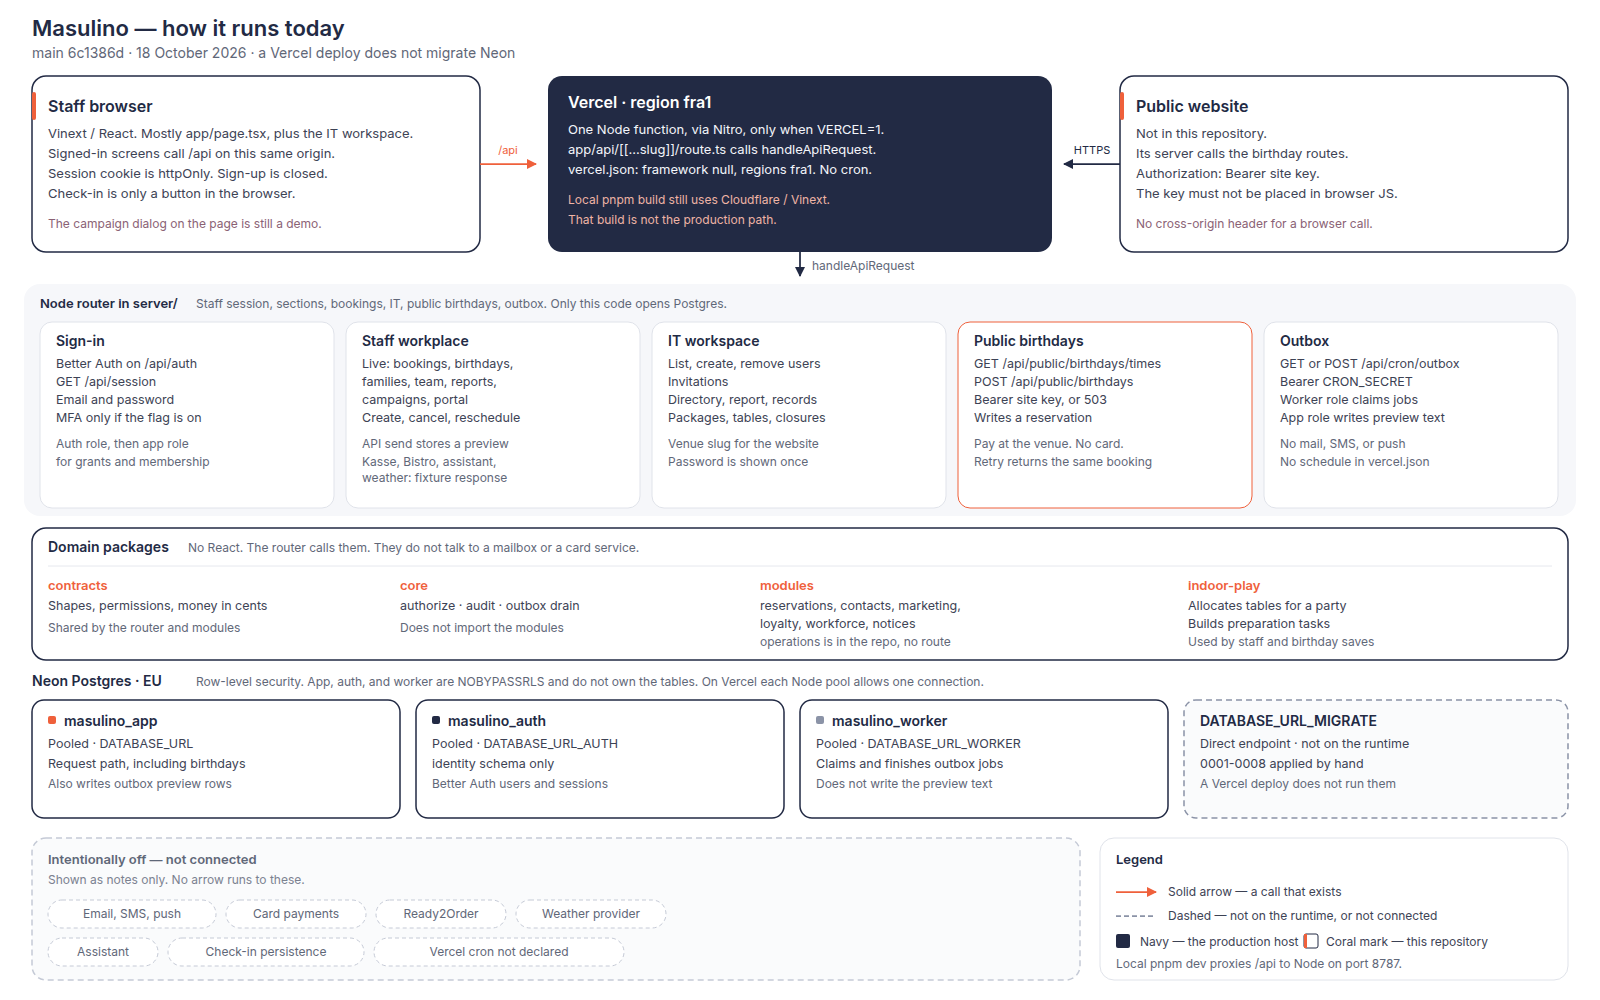 Masulino — how it runs today
main 6c1386d · 18 October 2026 · a Vercel deploy does not migrate Neon
Staff browser
Vinext / React. Mostly app/page.tsx, plus the IT workspace.
Signed-in screens call /api on this same origin.
Session cookie is httpOnly. Sign-up is closed.
Check-in is only a button in the browser.
The campaign dialog on the page is still a demo.
/api
Vercel · region fra1
One Node function, via Nitro, only when VERCEL=1.
app/api/[[...slug]]/route.ts calls handleApiRequest.
vercel.json: framework null, regions fra1. No cron.
Local pnpm build still uses Cloudflare / Vinext.
That build is not the production path.
HTTPS
Public website
Not in this repository.
Its server calls the birthday routes.
Authorization: Bearer site key.
The key must not be placed in browser JS.
No cross-origin header for a browser call.
handleApiRequest
Node router in server/
Staff session, sections, bookings, IT, public birthdays, outbox. Only this code opens Postgres.
Sign-in
Better Auth on /api/auth
GET /api/session
Email and password
MFA only if the flag is on
Auth role, then app role
for grants and membership
Staff workplace
Live: bookings, birthdays,
families, team, reports,
campaigns, portal
Create, cancel, reschedule
API send stores a preview
Kasse, Bistro, assistant,
weather: fixture response
IT workspace
List, create, remove users
Invitations
Directory, report, records
Packages, tables, closures
Venue slug for the website
Password is shown once
Public birthdays
GET /api/public/birthdays/times
POST /api/public/birthdays
Bearer site key, or 503
Writes a reservation
Pay at the venue. No card.
Retry returns the same booking
Outbox
GET or POST /api/cron/outbox
Bearer CRON_SECRET
Worker role claims jobs
App role writes preview text
No mail, SMS, or push
No schedule in vercel.json
Domain packages
No React. The router calls them. They do not talk to a mailbox or a card service.
contracts
Shapes, permissions, money in cents
Shared by the router and modules
core
authorize · audit · outbox drain
Does not import the modules
modules
reservations, contacts, marketing,
loyalty, workforce, notices
operations is in the repo, no route
indoor-play
Allocates tables for a party
Builds preparation tasks
Used by staff and birthday saves
Neon Postgres · EU
Row-level security. App, auth, and worker are NOBYPASSRLS and do not own the tables. On Vercel each Node pool allows one connection.
masulino_app
Pooled · DATABASE_URL
Request path, including birthdays
Also writes outbox preview rows
masulino_auth
Pooled · DATABASE_URL_AUTH
identity schema only
Better Auth users and sessions
masulino_worker
Pooled · DATABASE_URL_WORKER
Claims and finishes outbox jobs
Does not write the preview text
DATABASE_URL_MIGRATE
Direct endpoint · not on the runtime
0001-0008 applied by hand
A Vercel deploy does not run them
Intentionally off — not connected
Shown as notes only. No arrow runs to these.
Email, SMS, push
Card payments
Ready2Order
Weather provider
Assistant
Check-in persistence
Vercel cron not declared
Legend
Solid arrow — a call that exists
Dashed — not on the runtime, or not connected
Navy — the production host
Coral mark — this repository
Local pnpm dev proxies /api to Node on port 8787.